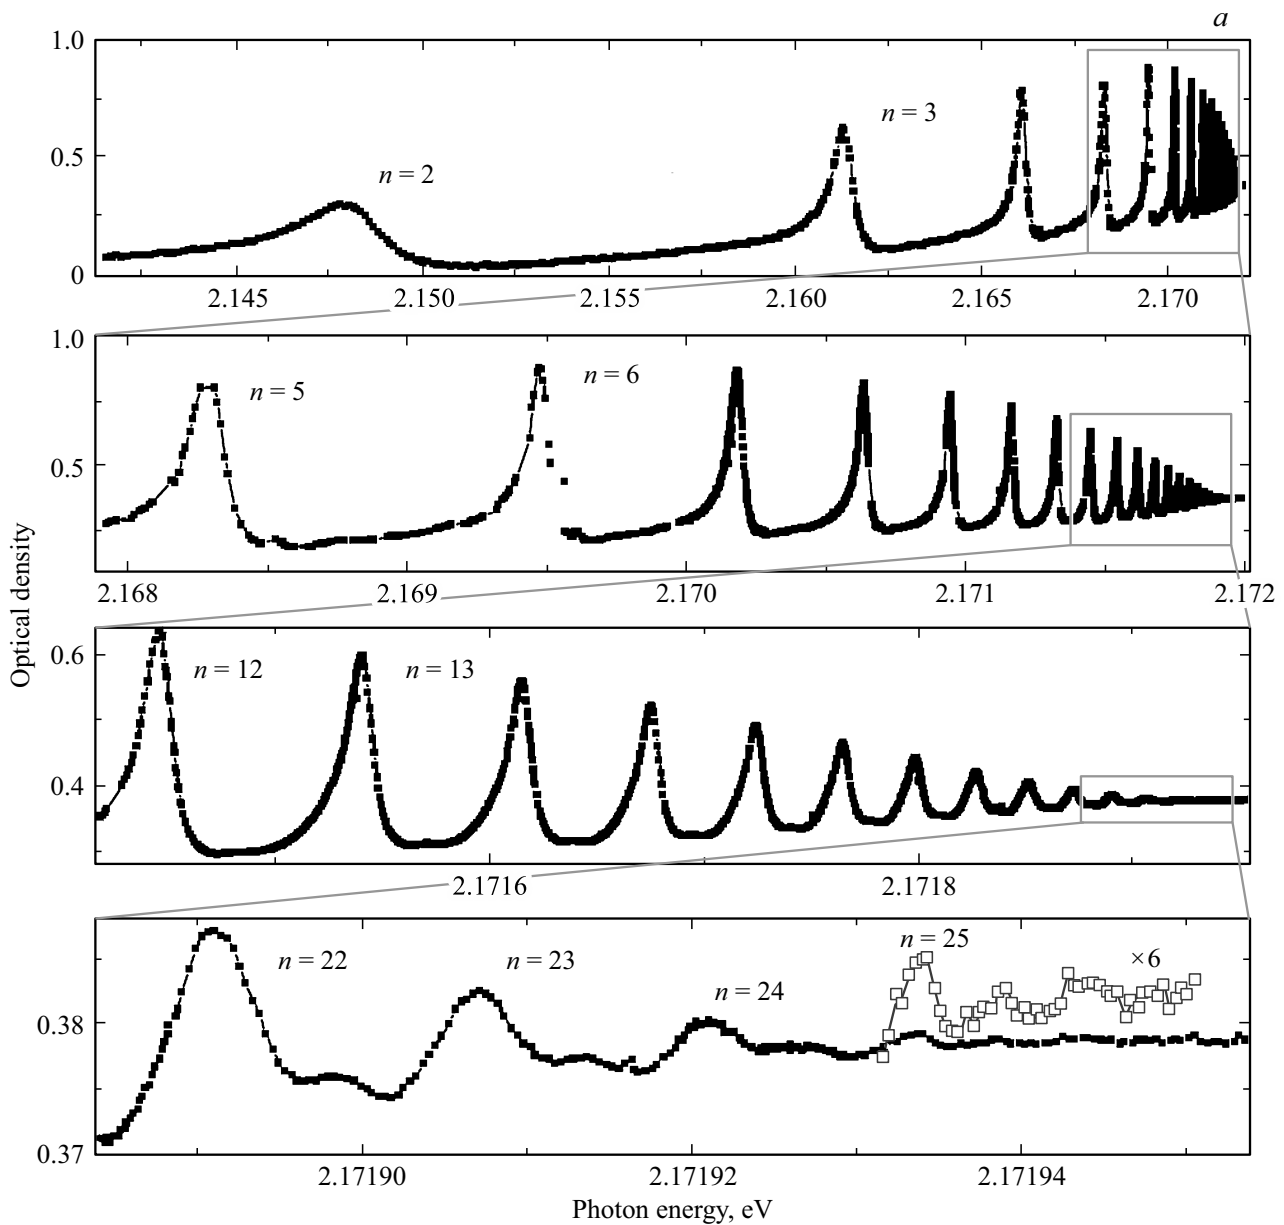 a
1.0
n = 3
0.5
n = 2
0
2.145 2.150 2.155 2.160 2.165 2.170
1.0
n = 5 n = 6
0.5
2.168 2.169 2.170 2.171 2.172
Optical density
0.6 n = 12 n = 13
0.4
2.1716 2.1718
n = 22 n = 23 n = 24 n = 25 ×6
0.38
0.37
2.17190 2.17192 2.17194
Photon energy, eV